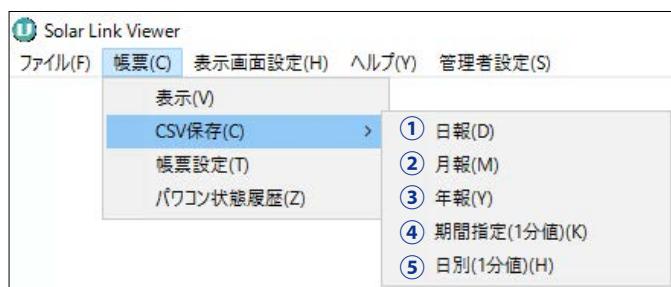 Solar Link Viewer
ファイル(F) 帳票(C) 表示画面設定(H) ヘルプ(Y) 管理者設定(S)
表示(V)
CSV保存(C) >
帳票設定(T)
パワコン状態履歴(Z)
① 日報(D)
② 月報(M)
③ 年報(Y)
④ 期間指定(1分値)(K)
⑤ 日別(1分値)(H)